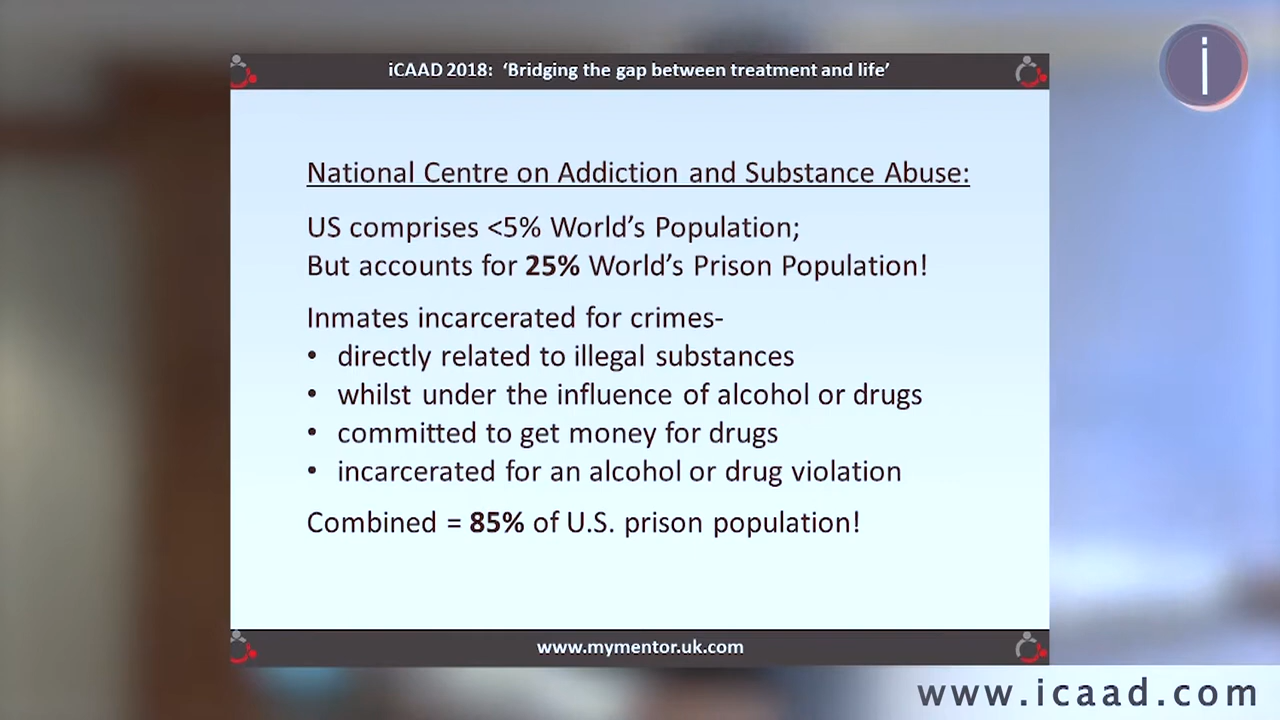 iCAAD 2018:  ‘Bridging the gap between treatment and life’
i
National Centre on Addiction and Substance Abuse:
US comprises <5% World’s Population;
But accounts for 25% World’s Prison Population!
Inmates incarcerated for crimes-
• directly related to illegal substances
• whilst under the influence of alcohol or drugs
• committed to get money for drugs
• incarcerated for an alcohol or drug violation
Combined = 85% of U.S. prison population!
www.mymentor.uk.com
www.icaad.com